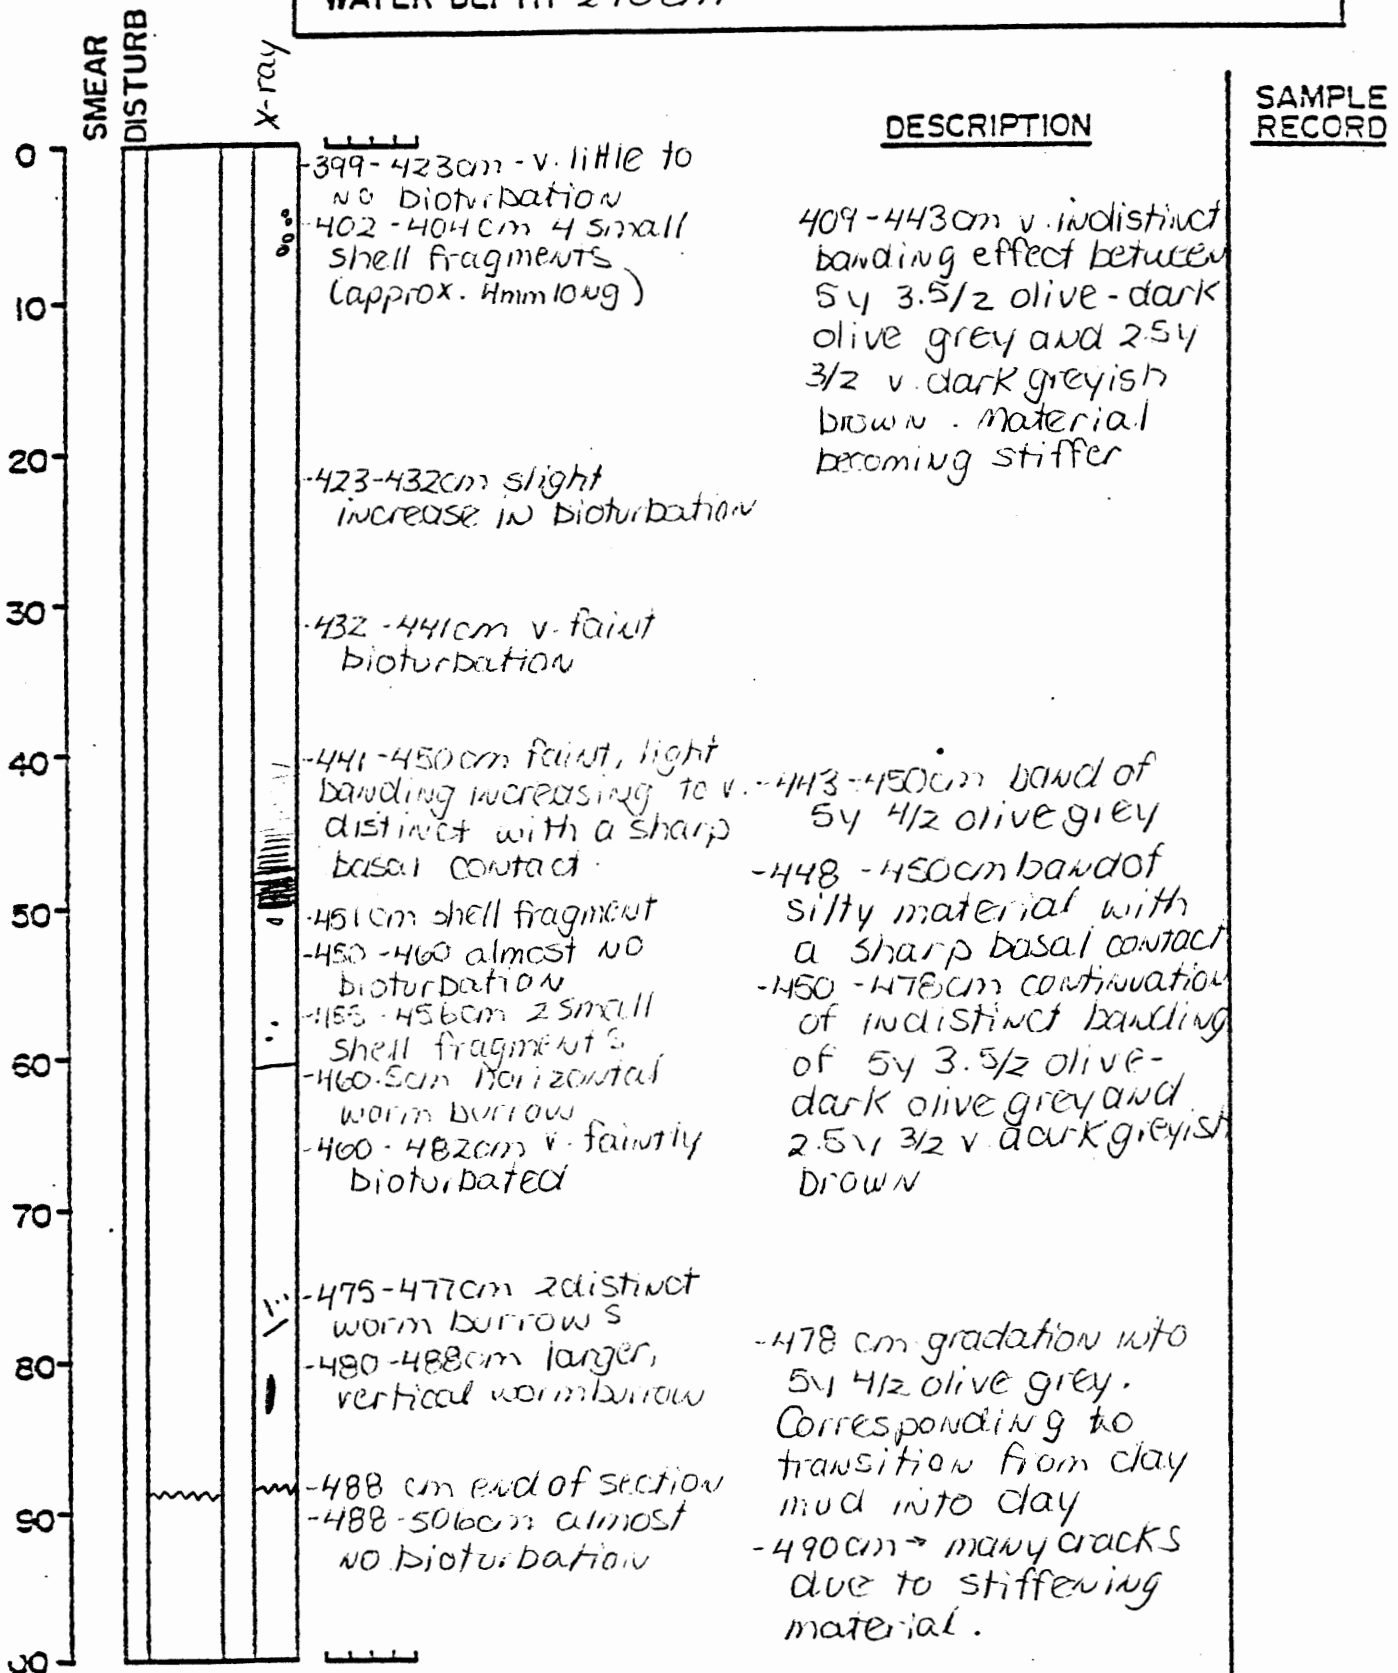 WATER DEPTH
SMEAR
DISTURB
X-ray
DESCRIPTION
SAMPLE
RECORD
0
10
20
30
40
50
60
70
80
90
-399-423cm - v. little to
no bioturbation
-402-404cm 4 small
shell fragments
(approx. 4mm long)
-423-432cm slight
increase in bioturbation
-432-441cm v. faint
bioturbation
-441-450cm faint, light
banding increasing to v.
distinct with a sharp
basal contact.
-451cm shell fragment
-450-460 almost no
bioturbation
-455-456cm 2 small
shell fragments
-460.5cm horizontal
worm burrow
-460-482cm v. faintly
bioturbated
-475-477cm 2 distinct
worm burrows
-480-488cm larger,
vertical worm burrow
-488 cm end of section
-488-506cm almost
no bioturbation
409-443cm v. indistinct
banding effect between
5y 3.5/2 olive-dark
olive grey and 2.5y
3/2 v. dark greyish
brown. Material
becoming stiffer
-443-450cm band of
5y 4/2 olive grey
-448-450cm band of
silty material with
a sharp basal contact
-450-478cm continuation
of indistinct banding
of 5y 3.5/2 olive-
dark olive grey and
2.5y 3/2 v. dark greyish
brown
-478 cm gradation into
5y 4/2 olive grey.
Corresponding to
transition from clay
mud into clay
-490cm→ many cracks
due to stiffening
material.